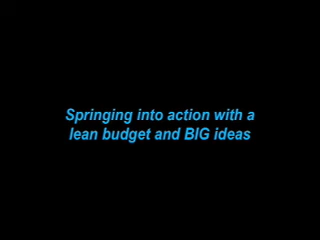 Springing into action with a
lean budget and BIG ideas